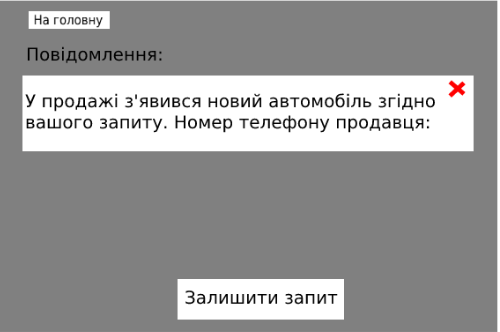 На головну
Повідомлення:
У продажі з'явився новий автомобіль згідно
вашого запиту. Номер телефону продавця:
Залишити запит